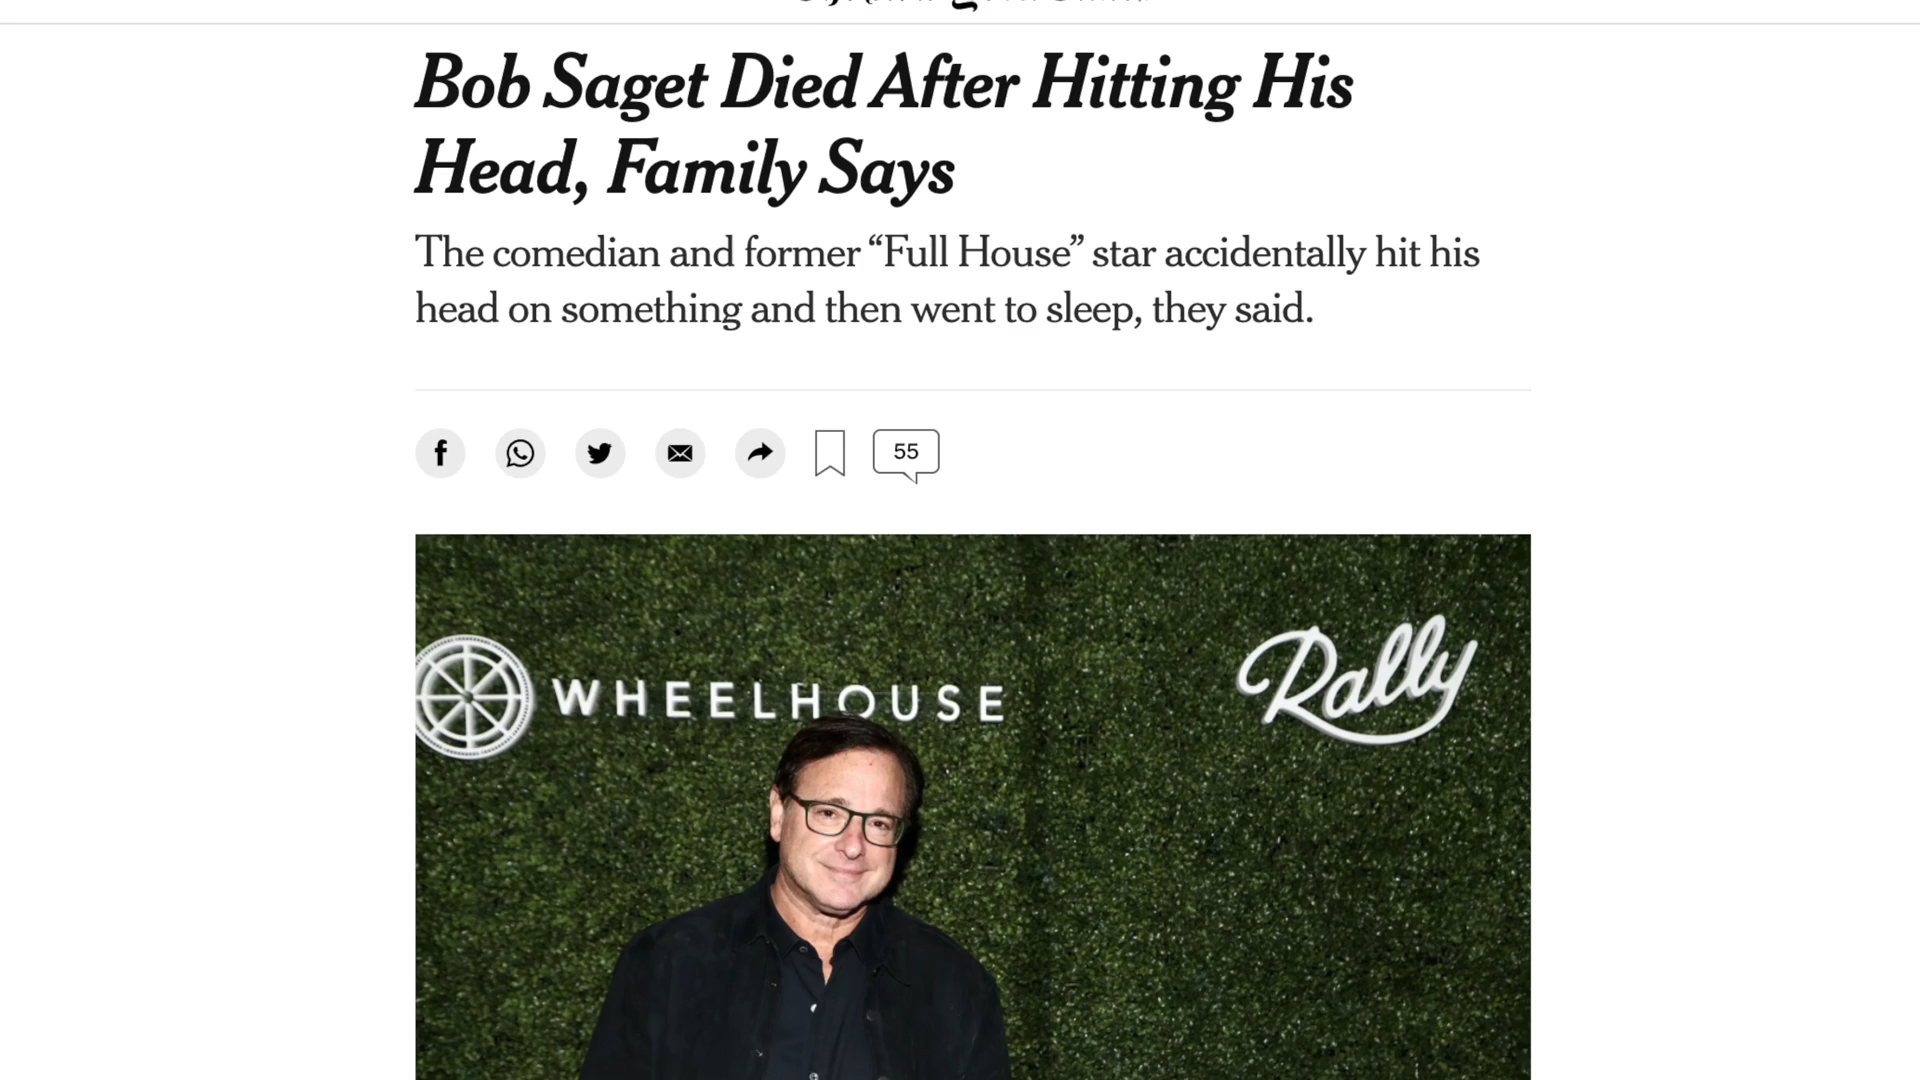 Bob Saget Died After Hitting His
Head, Family Says
The comedian and former “Full House” star accidentally hit his
head on something and then went to sleep, they said.
55
WHEELHOUSE
Rally